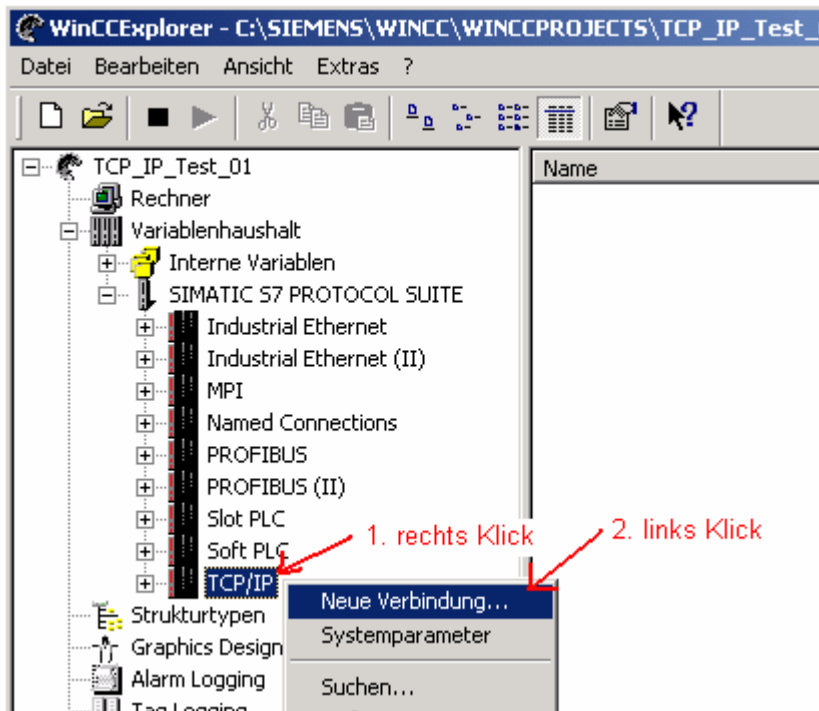 WinCCExplorer - C:\SIEMENS\WINCC\WINCCPROJECTS\TCP_IP_Test_
Datei Bearbeiten Ansicht Extras ?
TCP_IP_Test_01
Name
Rechner
Variablenhaushalt
Interne Variablen
SIMATIC S7 PROTOCOL SUITE
Industrial Ethernet
Industrial Ethernet (II)
MPI
Named Connections
PROFIBUS
PROFIBUS (II)
Slot PLC
1. rechts Klick
2. links Klick
Soft PLC
TCP/IP
Neue Verbindung...
Strukturtypen
Systemparameter
Graphics Design
Alarm Logging
Suchen...
Tag Logging